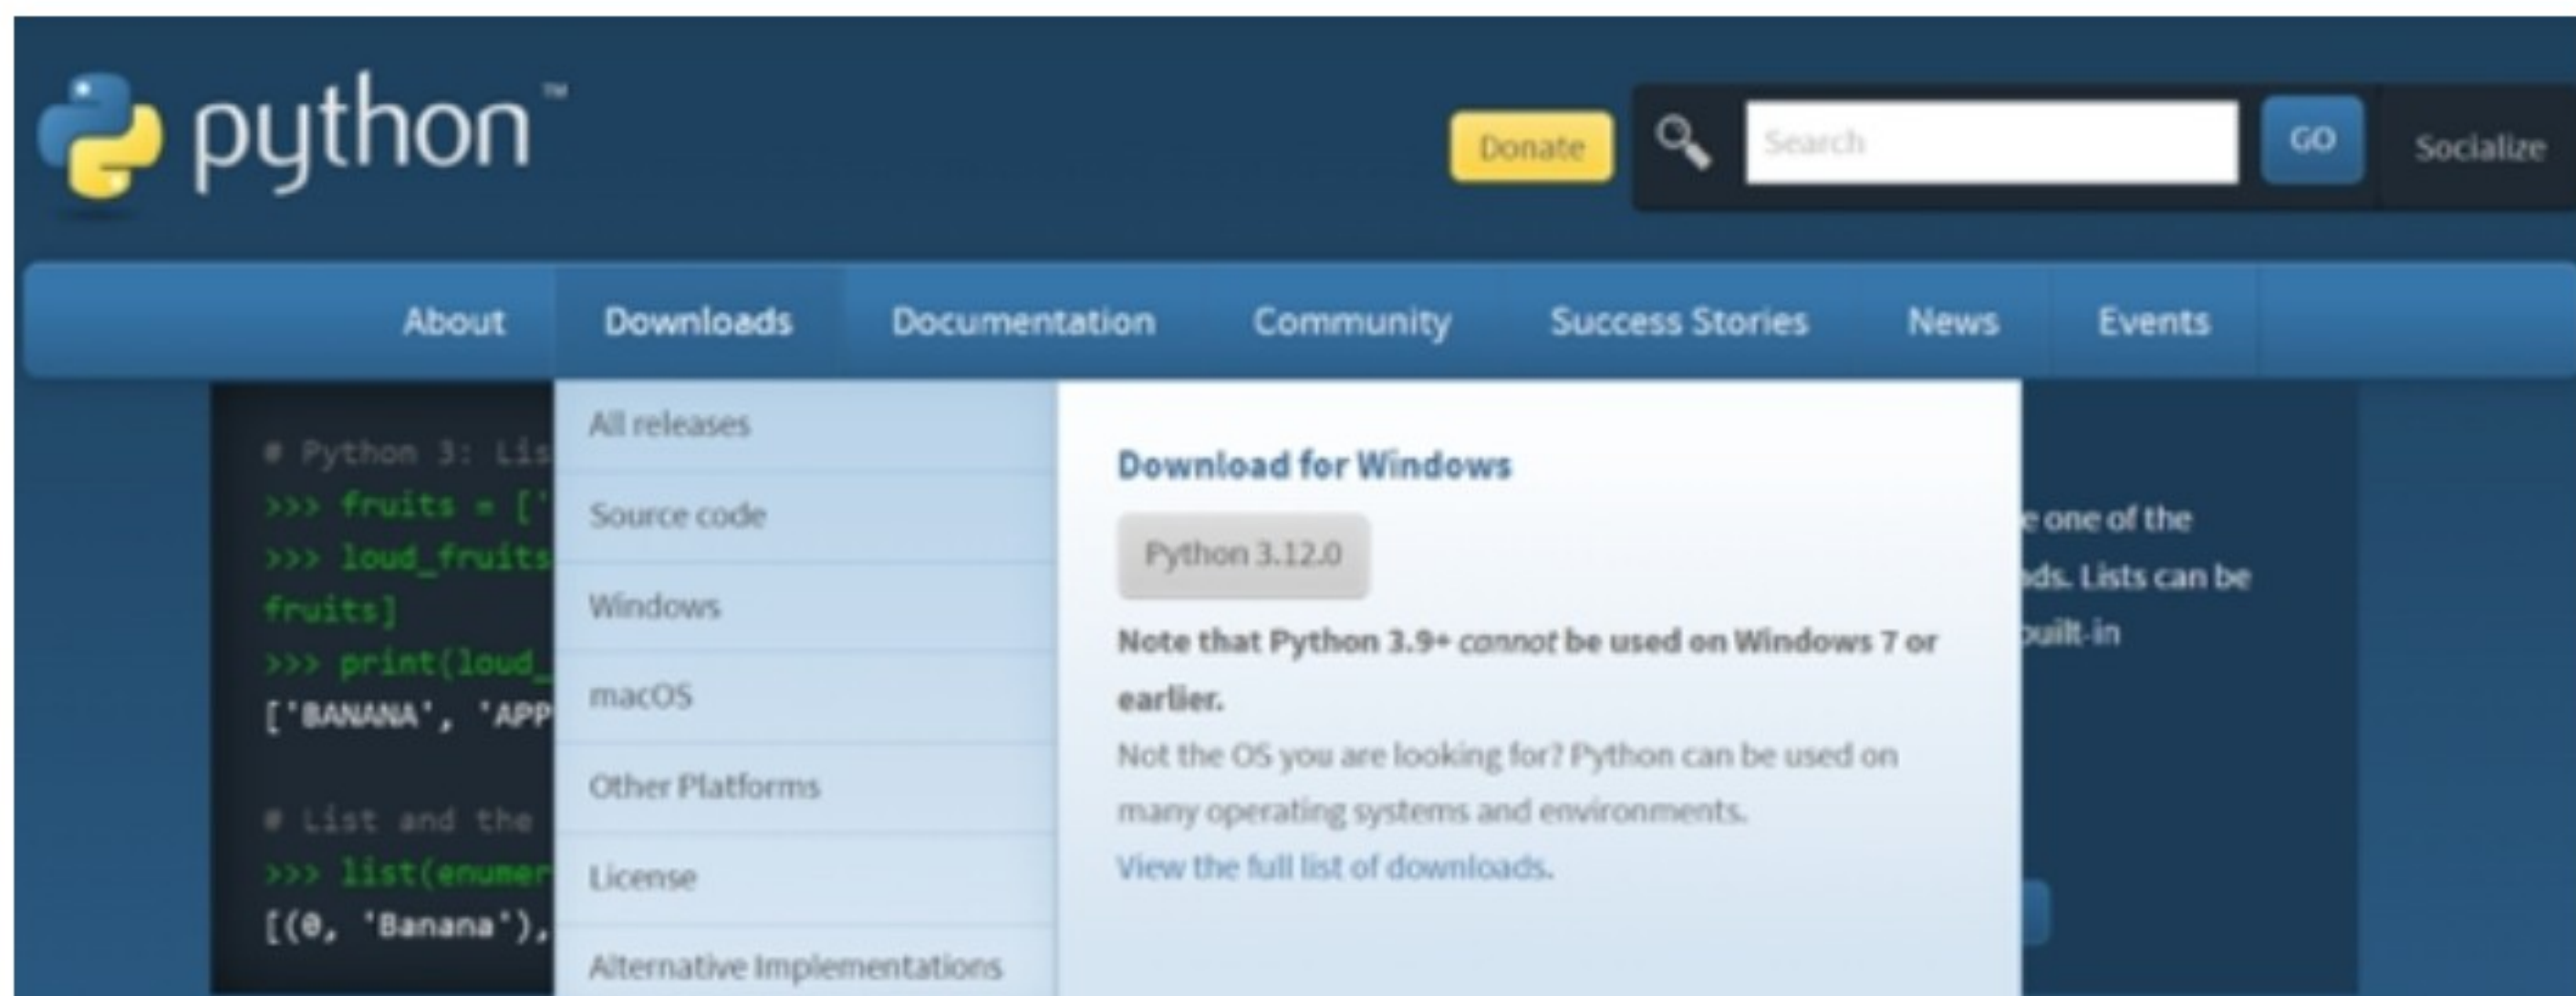 python™
Donate
Search
GO
Socialize
About
Downloads
Documentation
Community
Success Stories
News
Events
# Python 3: Lis
>>> fruits = ['
>>> loud_fruits
fruits]
>>> print(loud_
['BANANA', 'APP
# List and the
>>> list(enumer
[(0, 'Banana'),
All releases
Source code
Windows
macOS
Other Platforms
License
Alternative Implementations
Download for Windows
Python 3.12.0
Note that Python 3.9+ cannot be used on Windows 7 or
earlier.
Not the OS you are looking for? Python can be used on
many operating systems and environments.
View the full list of downloads.
e one of the
ds. Lists can be
built-in